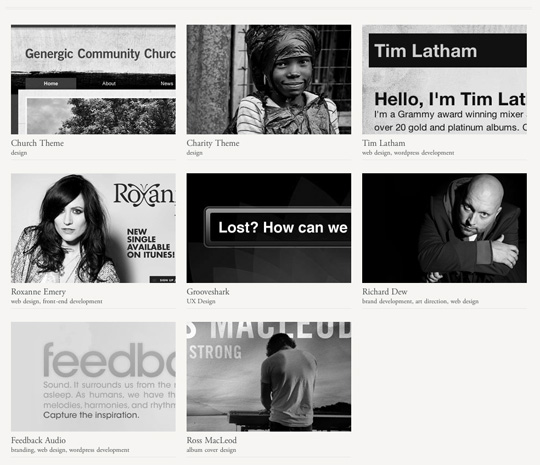 Genergic Community Churc
Home About News
Church Theme
design
Charity Theme
design
Tim Latham
Hello, I'm Tim Lat
I'm a Grammy award winning mixer
over 20 gold and platinum albums. C
Tim Latham
web design, wordpress development
Roxan
NEW
SINGLE
AVAILABLE
ON ITUNES!
Roxanne Emery
web design, front-end development
Lost? How can we
Grooveshark
UX Design
Richard Dew
brand development, art direction, web design
feedbo
Sound. It surrounds us from the
asleep. As humans, we have th
melodies, harmonies, and rhythm
Capture the inspiration.
Feedback Audio
branding, web design, wordpress development
S MACLEOD
STRONG
Ross MacLeod
album cover design